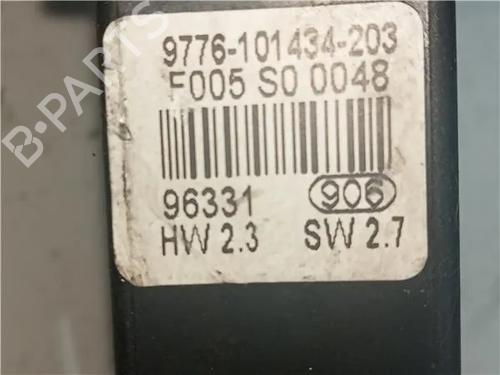 9776-101434-203
F005 S0 0048
96331 906
HW 2.3 SW 2.7
B-PARTS